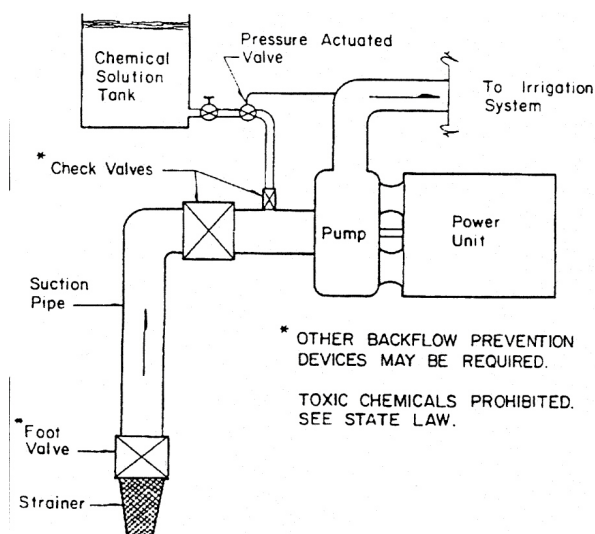 Chemical
Solution
Tank
Pressure Actuated
Valve
To Irrigation
System
* Check Valves
Pump
Power
Unit
Suction
Pipe
* OTHER BACKFLOW PREVENTION
DEVICES MAY BE REQUIRED.
TOXIC CHEMICALS PROHIBITED.
SEE STATE LAW.
*Foot
Valve
Strainer